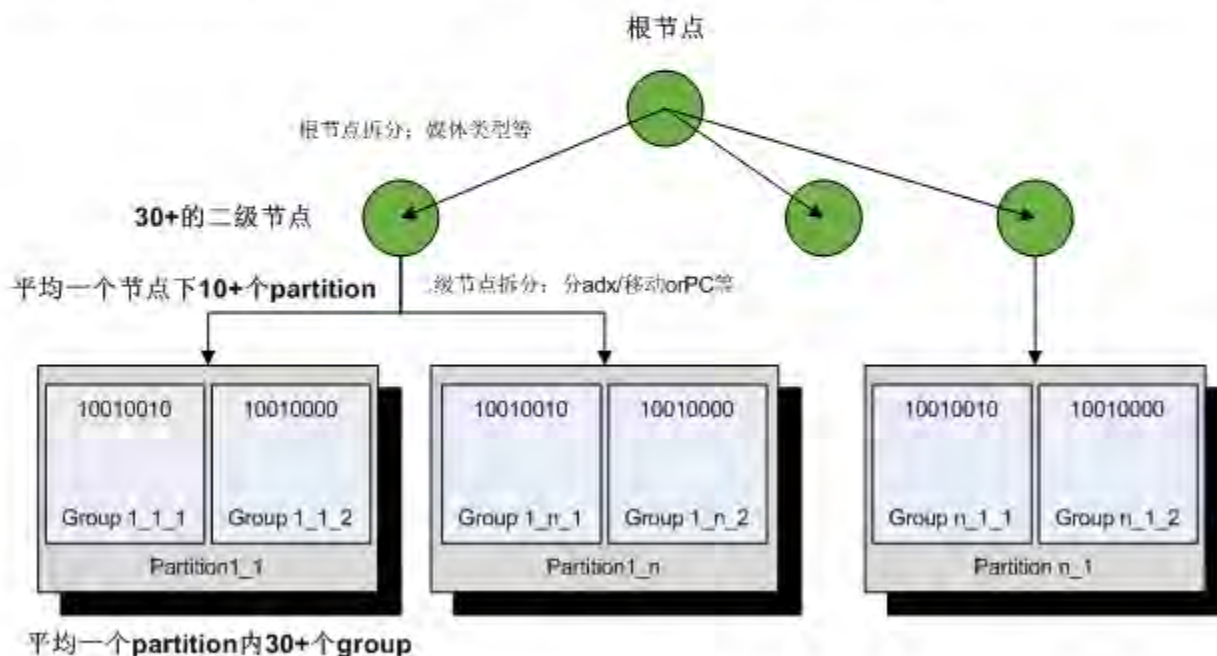 根节点
根节点拆分：媒体类型等
30+的二级节点
平均一个节点下10+个partition
级节点拆分：分adx/移动orPC等
10010010
10010000
10010010
10010000
10010010
10010000
Group 1_1_1
Group 1_1_2
Group 1_n_1
Group 1_n_2
Group n_1_1
Group n_1_2
Partition1_1
Partition1_n
Partition n_1
平均一个partition内30+个group